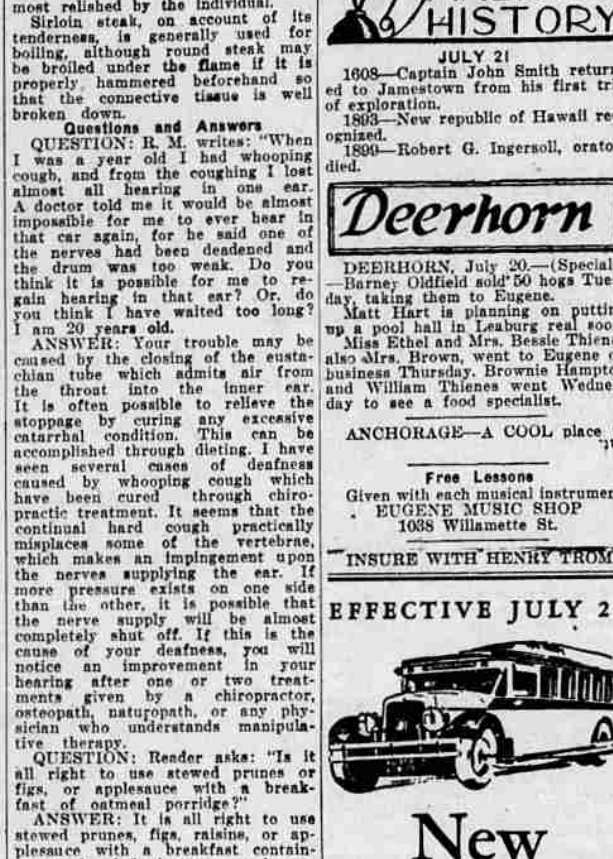 most relished by the individual.
Sirloin steak, on account of its
tenderness, is generally used for
boiling, although round steak may
be broiled under the flame if it is
properly hammered beforehand so
that the connective tissue is well
broken down.
Questions and Answers
QUESTION: R. M. writes: "When
I was a year old I had whooping
cough, and from the coughing I lost
almost all hearing in one ear.
A doctor told me it would be almost
impossible for me to ever hear in
that ear again, for he said one of
the nerves had been deadened and
the drum was too weak. Do you
think it is possible for me to re-
gain hearing in that ear? Or, do
you think I have waited too long?
I am 20 years old.
ANSWER: Your trouble may be
caused by the closing of the eusta-
chian tube which admits air from
the throat into the inner ear.
It is often possible to relieve the
stoppage by curing any excessive
catarrhal condition. This can be
accomplished through dieting. I have
seen several cases of deafness
caused by whooping cough which
have been cured through chiro-
practic treatment. It seems that the
continual hard cough practically
misplaces some of the vertebrae,
which makes an impingement upon
the nerves supplying the ear. If
more pressure exists on one side
than the other, it is possible that
the nerve supply will be almost
completely shut off. If this is the
cause of your deafness, you will
notice an improvement in your
hearing after one or two treat-
ments given by a chiropractor,
osteopath, naturopath, or any phy-
sician who understands manipula-
tive therapy.
QUESTION: Reader asks: "Is it
all right to use stewed prunes or
figs, or applesauce with a break-
fast of oatmeal porridge?"
ANSWER: It is all right to use
stewed prunes, figs, raisins, or ap-
plesauce with a breakfast contain-
HISTORY
JULY 21
1608—Captain John Smith return
ed to Jamestown from his first tri
of exploration.
1893—New republic of Hawaii re
ognized.
1899—Robert G. Ingersoll, orato
died.
Deerhorn
DEERHORN, July 20.—(Special
—Barney Oldfield sold 50 hogs Tue
day, taking them to Eugene.
Matt Hart is planning on puttin
up a pool hall in Leaburg real soo
Miss Ethel and Mrs. Bessie Thien
also Mrs. Brown, went to Eugene
business Thursday. Brownie Hampto
and William Thienes went Wedne
day to see a food specialist.
ANCHORAGE—A COOL place
Free Lessons
Given with each musical instrumen
EUGENE MUSIC SHOP
1038 Willamette St.
INSURE WITH HENRY TROM
EFFECTIVE JULY 2
New